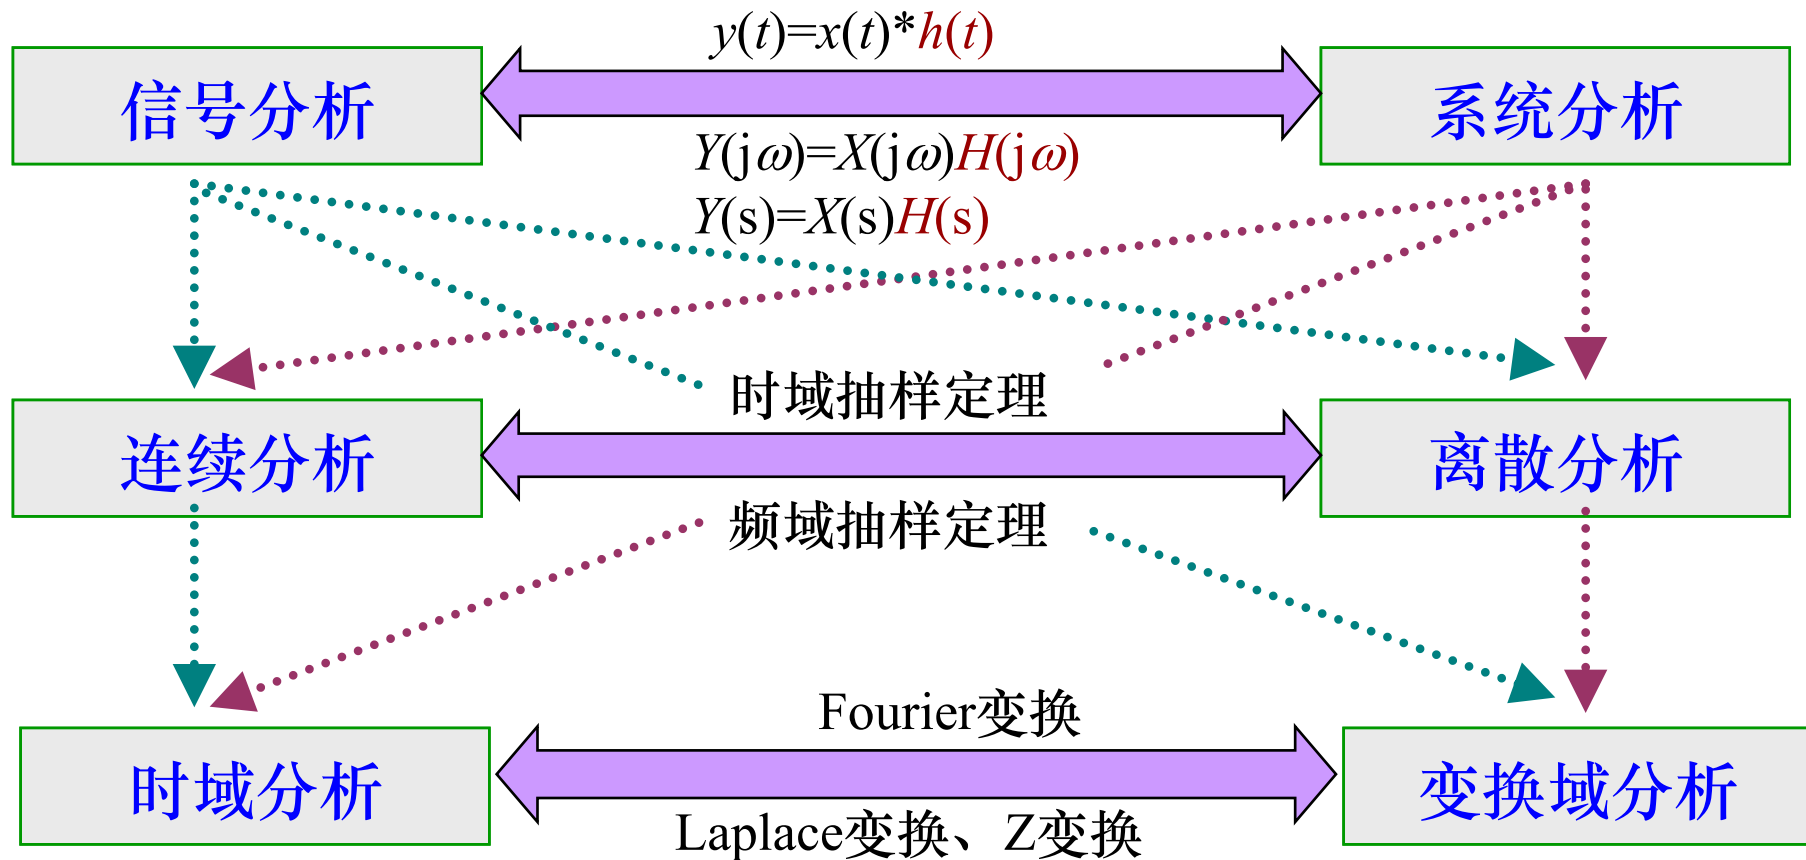 y(t)=x(t)*h(t)
信号分析
系统分析
Y(jω)=X(jω)H(jω)
Y(s)=X(s)H(s)
时域抽样定理
连续分析
离散分析
频域抽样定理
Fourier变换
时域分析
变换域分析
Laplace变换、Z变换